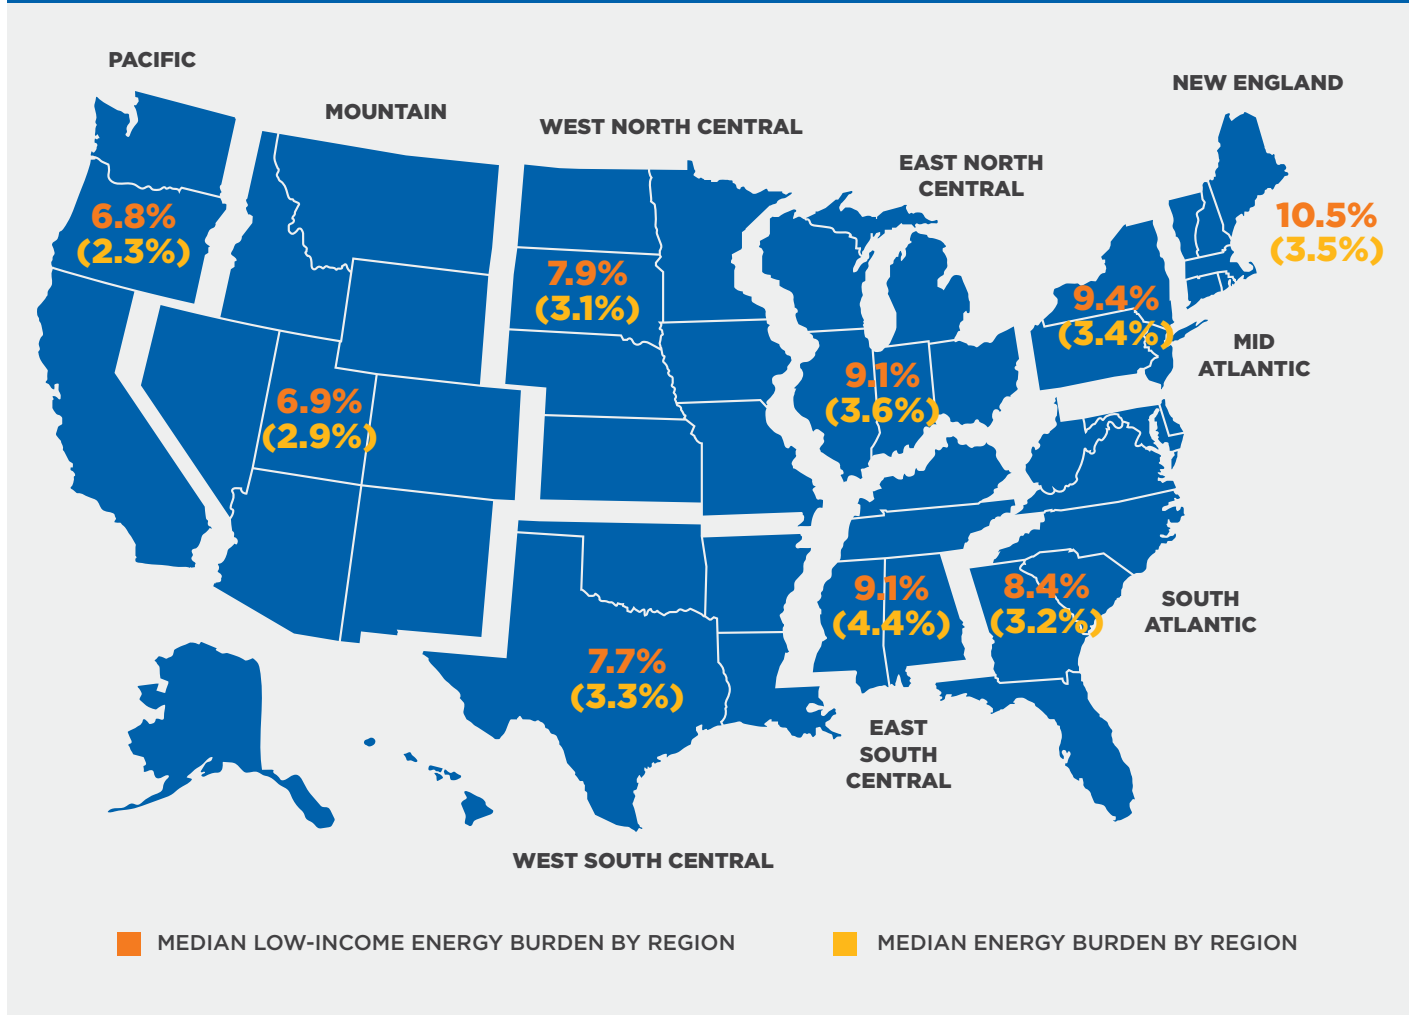 PACIFIC
MOUNTAIN
WEST NORTH CENTRAL
EAST NORTH
CENTRAL
NEW ENGLAND
6.8%
(2.3%)
7.9%
(3.1%)
10.5%
(3.5%)
9.4%
(3.4%)
MID
ATLANTIC
6.9%
(2.9%)
9.1%
(3.6%)
9.1%
(4.4%)
8.4%
(3.2%)
SOUTH
ATLANTIC
7.7%
(3.3%)
EAST
SOUTH
CENTRAL
WEST SOUTH CENTRAL
MEDIAN LOW-INCOME ENERGY BURDEN BY REGION
MEDIAN ENERGY BURDEN BY REGION